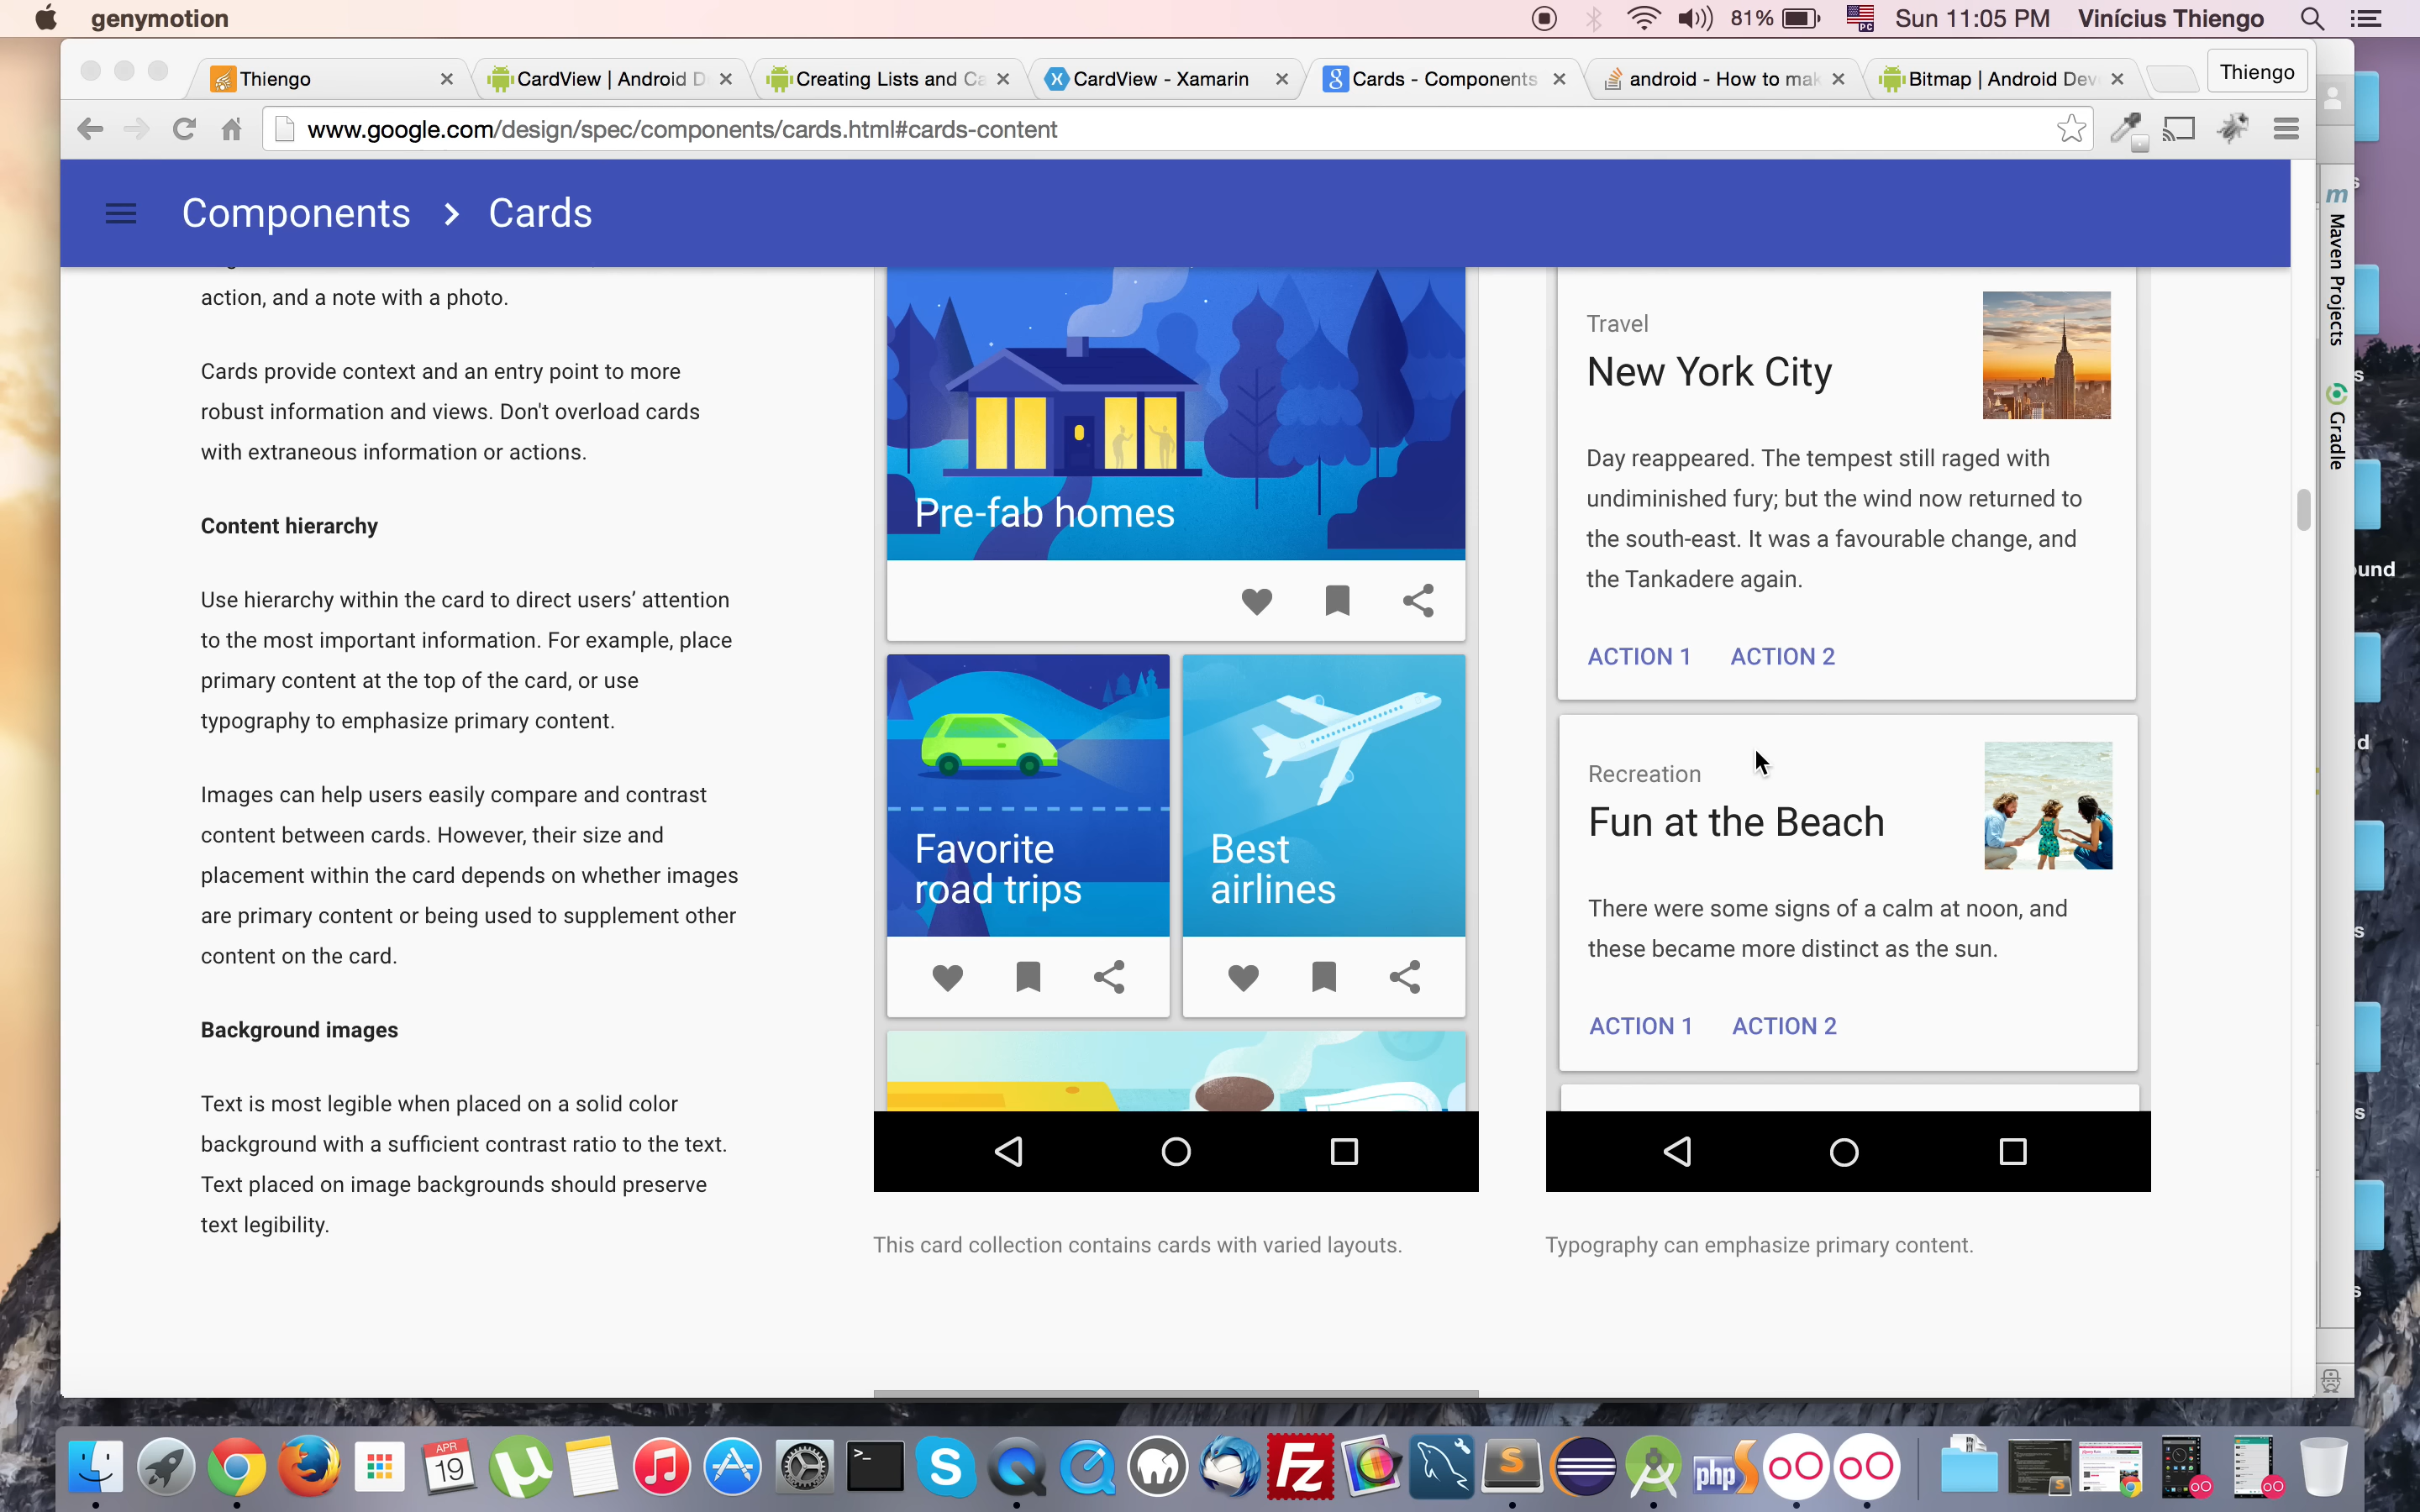 genymotion
81%
PC
Sun 11:05 PM
Vinícius Thiengo
Thiengo
CardView | Android D
Creating Lists and Ca
CardView - Xamarin
Cards - Components
android - How to mak
Bitmap | Android Dev
Thiengo
www.google.com/design/spec/components/cards.html#cards-content
Components > Cards
action, and a note with a photo.
Cards provide context and an entry point to more
robust information and views. Don't overload cards
with extraneous information or actions.
Content hierarchy
Use hierarchy within the card to direct users’ attention
to the most important information. For example, place
primary content at the top of the card, or use
typography to emphasize primary content.
Images can help users easily compare and contrast
content between cards. However, their size and
placement within the card depends on whether images
are primary content or being used to supplement other
content on the card.
Background images
Text is most legible when placed on a solid color
background with a sufficient contrast ratio to the text.
Text placed on image backgrounds should preserve
text legibility.
Pre-fab homes
Favorite
road trips
Best
airlines
This card collection contains cards with varied layouts.
Travel
New York City
Day reappeared. The tempest still raged with
undiminished fury; but the wind now returned to
the south-east. It was a favourable change, and
the Tankadere again.
ACTION 1
ACTION 2
Recreation
Fun at the Beach
There were some signs of a calm at noon, and
these became more distinct as the sun.
ACTION 1
ACTION 2
Typography can emphasize primary content.
m
Maven Projects
Gradle
s
s
ound
id
s
s
s
APR
19
>_
S
Fz
S
php